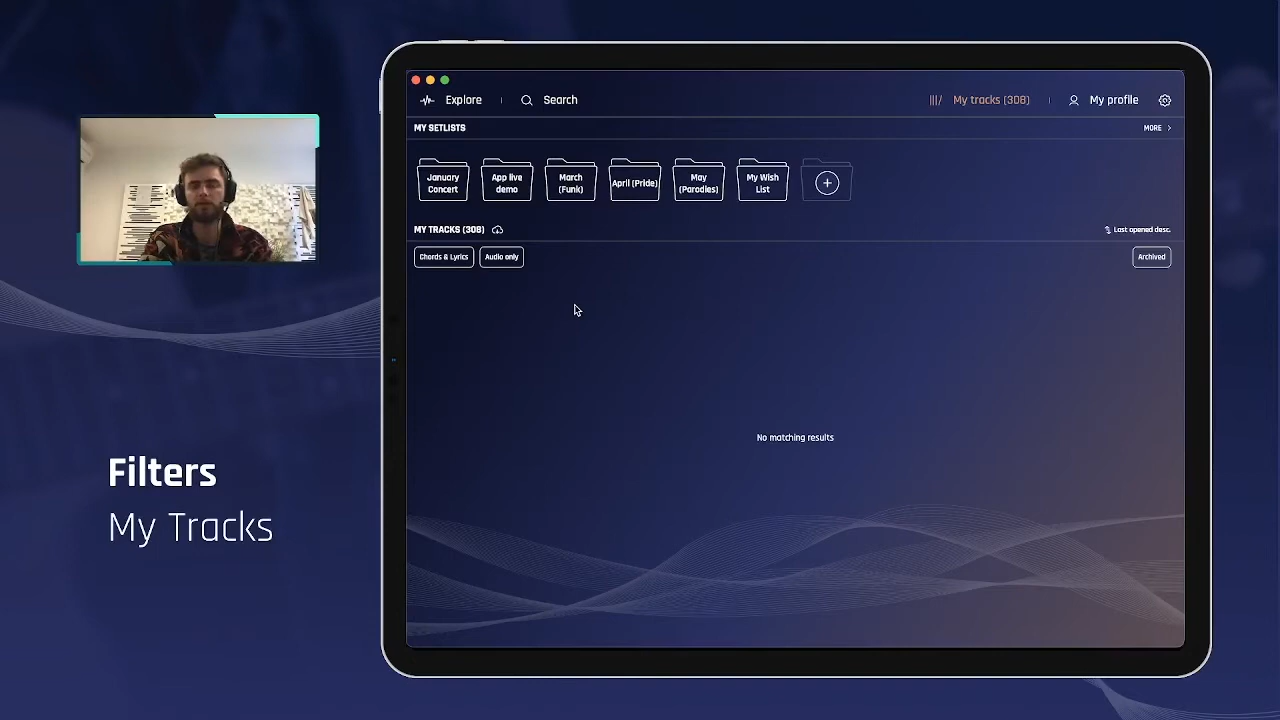 Explore
Search
My tracks (308)
My profile
MY SETLISTS
MORE >
January
Concert
App live
demo
March
(Funk)
April (Pride)
May
(Parodies)
My Wish
List
MY TRACKS (308)
Last opened desc.
Chords & Lyrics
Audio only
Archived
No matching results
Filters
My Tracks